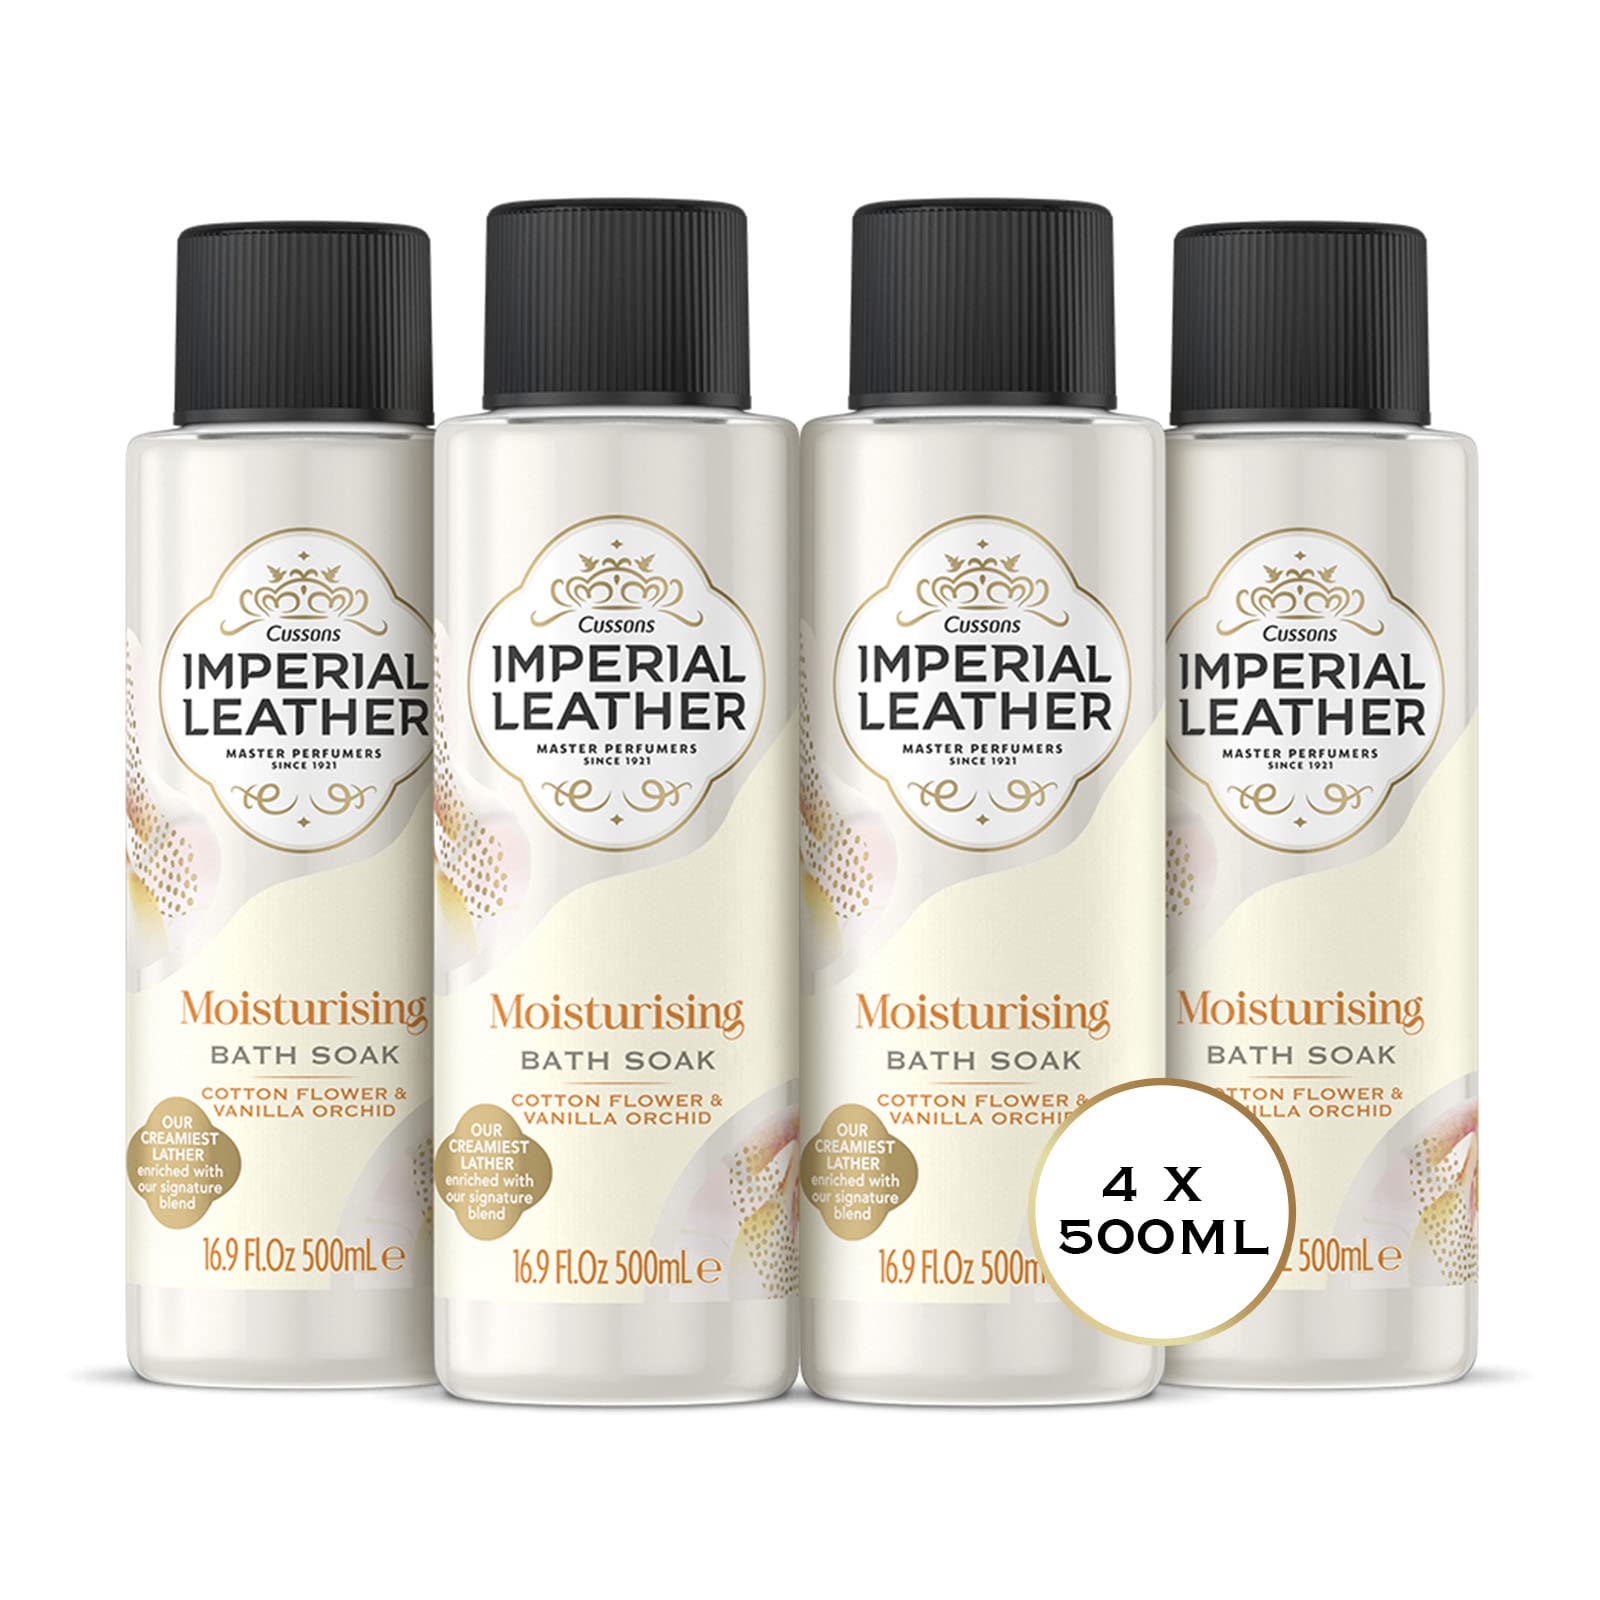 Cussons
IMPERIAL
LEATHER
MASTER PERFUMERS
SINCE 1921
Moisturising
BATH SOAK
COTTON FLOWER &
VANILLA ORCHID
OUR
CREAMIEST
LATHER
enriched with
our signature
blend
16.9 Fl.Oz 500mL e
Cussons
IMPERIAL
LEATHER
MASTER PERFUMERS
SINCE 1921
Moisturising
BATH SOAK
COTTON FLOWER &
VANILLA ORCHID
OUR
CREAMIEST
LATHER
enriched with
our signature
blend
16.9 Fl.Oz 500mL e
Cussons
IMPERIAL
LEATHER
MASTER PERFUMERS
SINCE 1921
Moisturising
BATH SOAK
COTTON FLOWER &
VANILLA
OUR
CREAMIEST
LATHER
enriched with
our signature
blend
16.9 Fl.Oz
Cussons
IMPERIAL
LEATHER
MASTER PERFUMERS
SINCE 1921
Moisturising
BATH SOAK
FLOWER &
ORCHID
500mL e
4 X
500ML